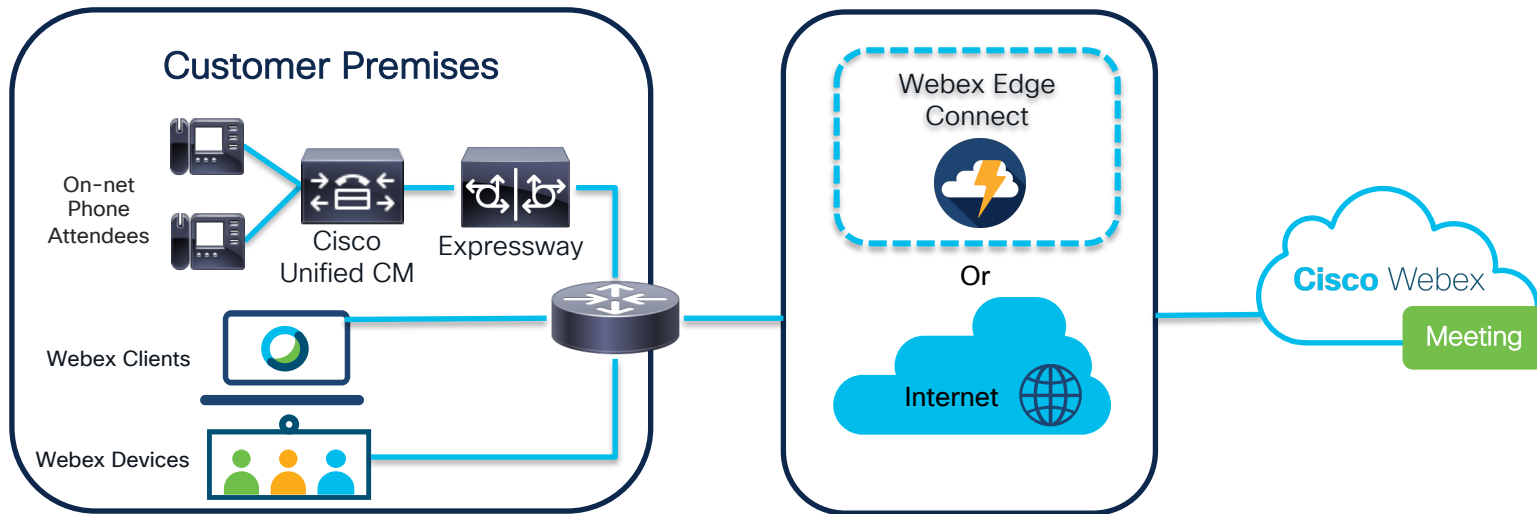 Customer Premises
On-net
Phone
Attendees
Cisco
Unified CM
Expressway
Webex Clients
Webex Devices
Webex Edge
Connect
Or
Internet
Cisco Webex
Meeting